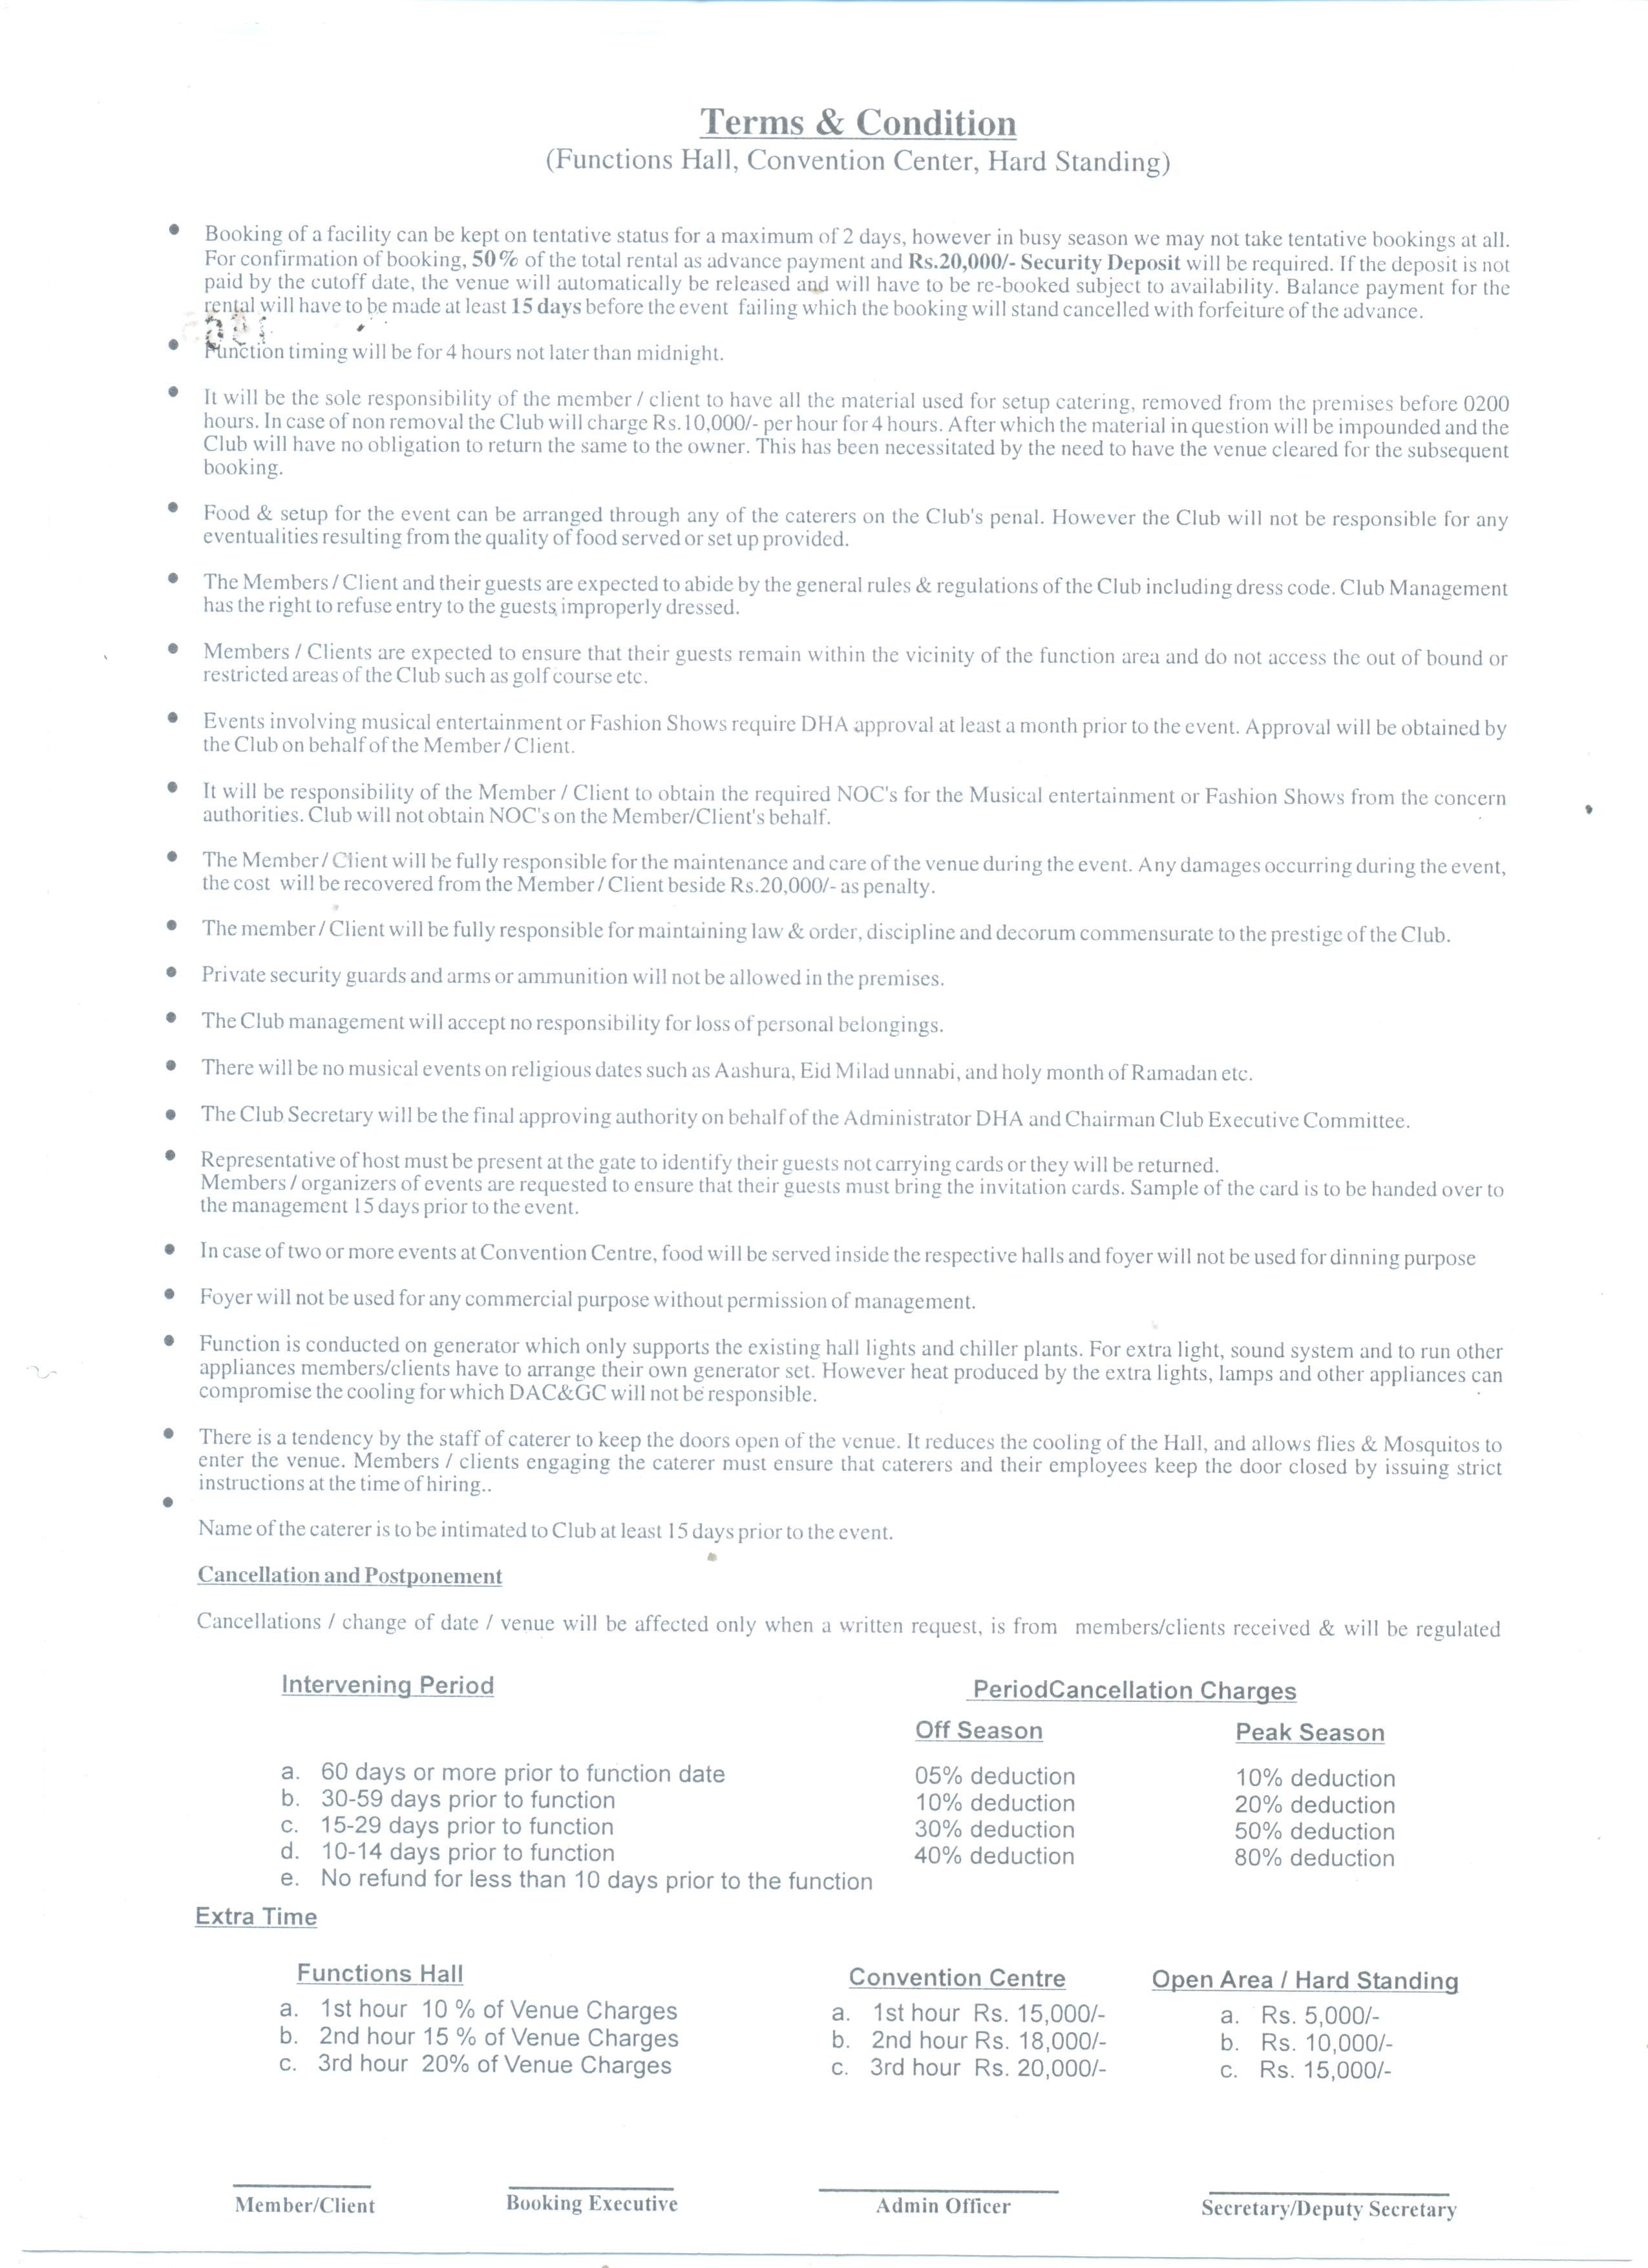 Terms & Condition
(Functions Hall, Convention Center, Hard Standing)
• Booking of a facility can be kept on tentative status for a maximum of 2 days, however in busy season we may not take tentative bookings at all.
For confirmation of booking, 50% of the total rental as advance payment and Rs.20,000/- Security Deposit will be required. If the deposit is not
paid by the cutoff date, the venue will automatically be released and will have to be re-booked subject to availability. Balance payment for the
rental will have to be made at least 15 days before the event failing which the booking will stand cancelled with forfeiture of the advance.
• Function timing will be for 4 hours not later than midnight.
• It will be the sole responsibility of the member / client to have all the material used for setup catering, removed from the premises before 0200
hours. In case of non removal the Club will charge Rs.10,000/- per hour for 4 hours. After which the material in question will be impounded and the
Club will have no obligation to return the same to the owner. This has been necessitated by the need to have the venue cleared for the subsequent
booking.
• Food & setup for the event can be arranged through any of the caterers on the Club's penal. However the Club will not be responsible for any
eventualities resulting from the quality of food served or set up provided.
• The Members / Client and their guests are expected to abide by the general rules & regulations of the Club including dress code. Club Management
has the right to refuse entry to the guests, improperly dressed.
• Members / Clients are expected to ensure that their guests remain within the vicinity of the function area and do not access the out of bound or
restricted areas of the Club such as golf course etc.
• Events involving musical entertainment or Fashion Shows require DHA approval at least a month prior to the event. Approval will be obtained by
the Club on behalf of the Member / Client.
• It will be responsibility of the Member / Client to obtain the required NOC's for the Musical entertainment or Fashion Shows from the concern
authorities. Club will not obtain NOC's on the Member/Client's behalf.
• The Member / Client will be fully responsible for the maintenance and care of the venue during the event. Any damages occurring during the event,
the cost will be recovered from the Member / Client beside Rs.20,000/- as penalty.
• The member / Client will be fully responsible for maintaining law & order, discipline and decorum commensurate to the prestige of the Club.
• Private security guards and arms or ammunition will not be allowed in the premises.
• The Club management will accept no responsibility for loss of personal belongings.
• There will be no musical events on religious dates such as Aashura, Eid Milad unnabi, and holy month of Ramadan etc.
• The Club Secretary will be the final approving authority on behalf of the Administrator DHA and Chairman Club Executive Committee.
• Representative of host must be present at the gate to identify their guests not carrying cards or they will be returned.
Members / organizers of events are requested to ensure that their guests must bring the invitation cards. Sample of the card is to be handed over to
the management 15 days prior to the event.
• In case of two or more events at Convention Centre, food will be served inside the respective halls and foyer will not be used for dinning purpose
• Foyer will not be used for any commercial purpose without permission of management.
• Function is conducted on generator which only supports the existing hall lights and chiller plants. For extra light, sound system and to run other
appliances members/clients have to arrange their own generator set. However heat produced by the extra lights, lamps and other appliances can
compromise the cooling for which DAC&GC will not be responsible.
• There is a tendency by the staff of caterer to keep the doors open of the venue. It reduces the cooling of the Hall, and allows flies & Mosquitos to
enter the venue. Members / clients engaging the caterer must ensure that caterers and their employees keep the door closed by issuing strict
instructions at the time of hiring..
•
Name of the caterer is to be intimated to Club at least 15 days prior to the event.
Cancellation and Postponement
Cancellations / change of date / venue will be affected only when a written request, is from members/clients received & will be regulated
Intervening Period PeriodCancellation Charges
Off Season Peak Season
a. 60 days or more prior to function date 05% deduction 10% deduction
b. 30-59 days prior to function 10% deduction 20% deduction
c. 15-29 days prior to function 30% deduction 50% deduction
d. 10-14 days prior to function 40% deduction 80% deduction
e. No refund for less than 10 days prior to the function
Extra Time
Functions Hall Convention Centre Open Area / Hard Standing
a. 1st hour 10 % of Venue Charges a. 1st hour Rs. 15,000/- a. Rs. 5,000/-
b. 2nd hour 15 % of Venue Charges b. 2nd hour Rs. 18,000/- b. Rs. 10,000/-
c. 3rd hour 20% of Venue Charges c. 3rd hour Rs. 20,000/- c. Rs. 15,000/-
Member/Client Booking Executive Admin Officer Secretary/Deputy Secretary